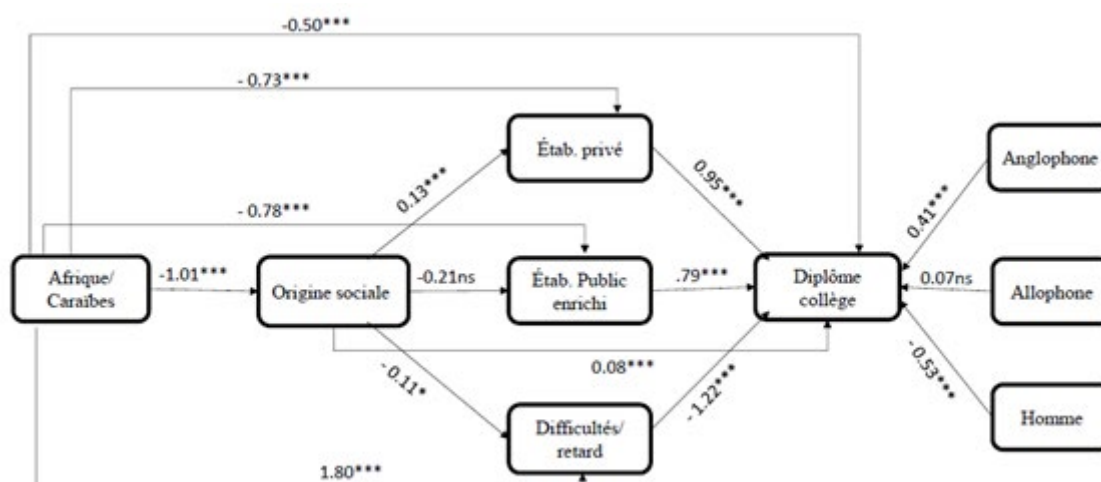 -0.50***
- 0.73***
Étab. privé
Anglophone
0.13***
0.95***
0.41***
- 0.78***
Afrique/
Caraïbes
-1.01***
Origine sociale
-0.21ns
Étab. Public
enrichi
.79***
Diplôme
collège
0.07ns
Allophone
- 0.11*
0.08***
- 1.22***
- 0.53***
Difficultés/
retard
Homme
1.80***